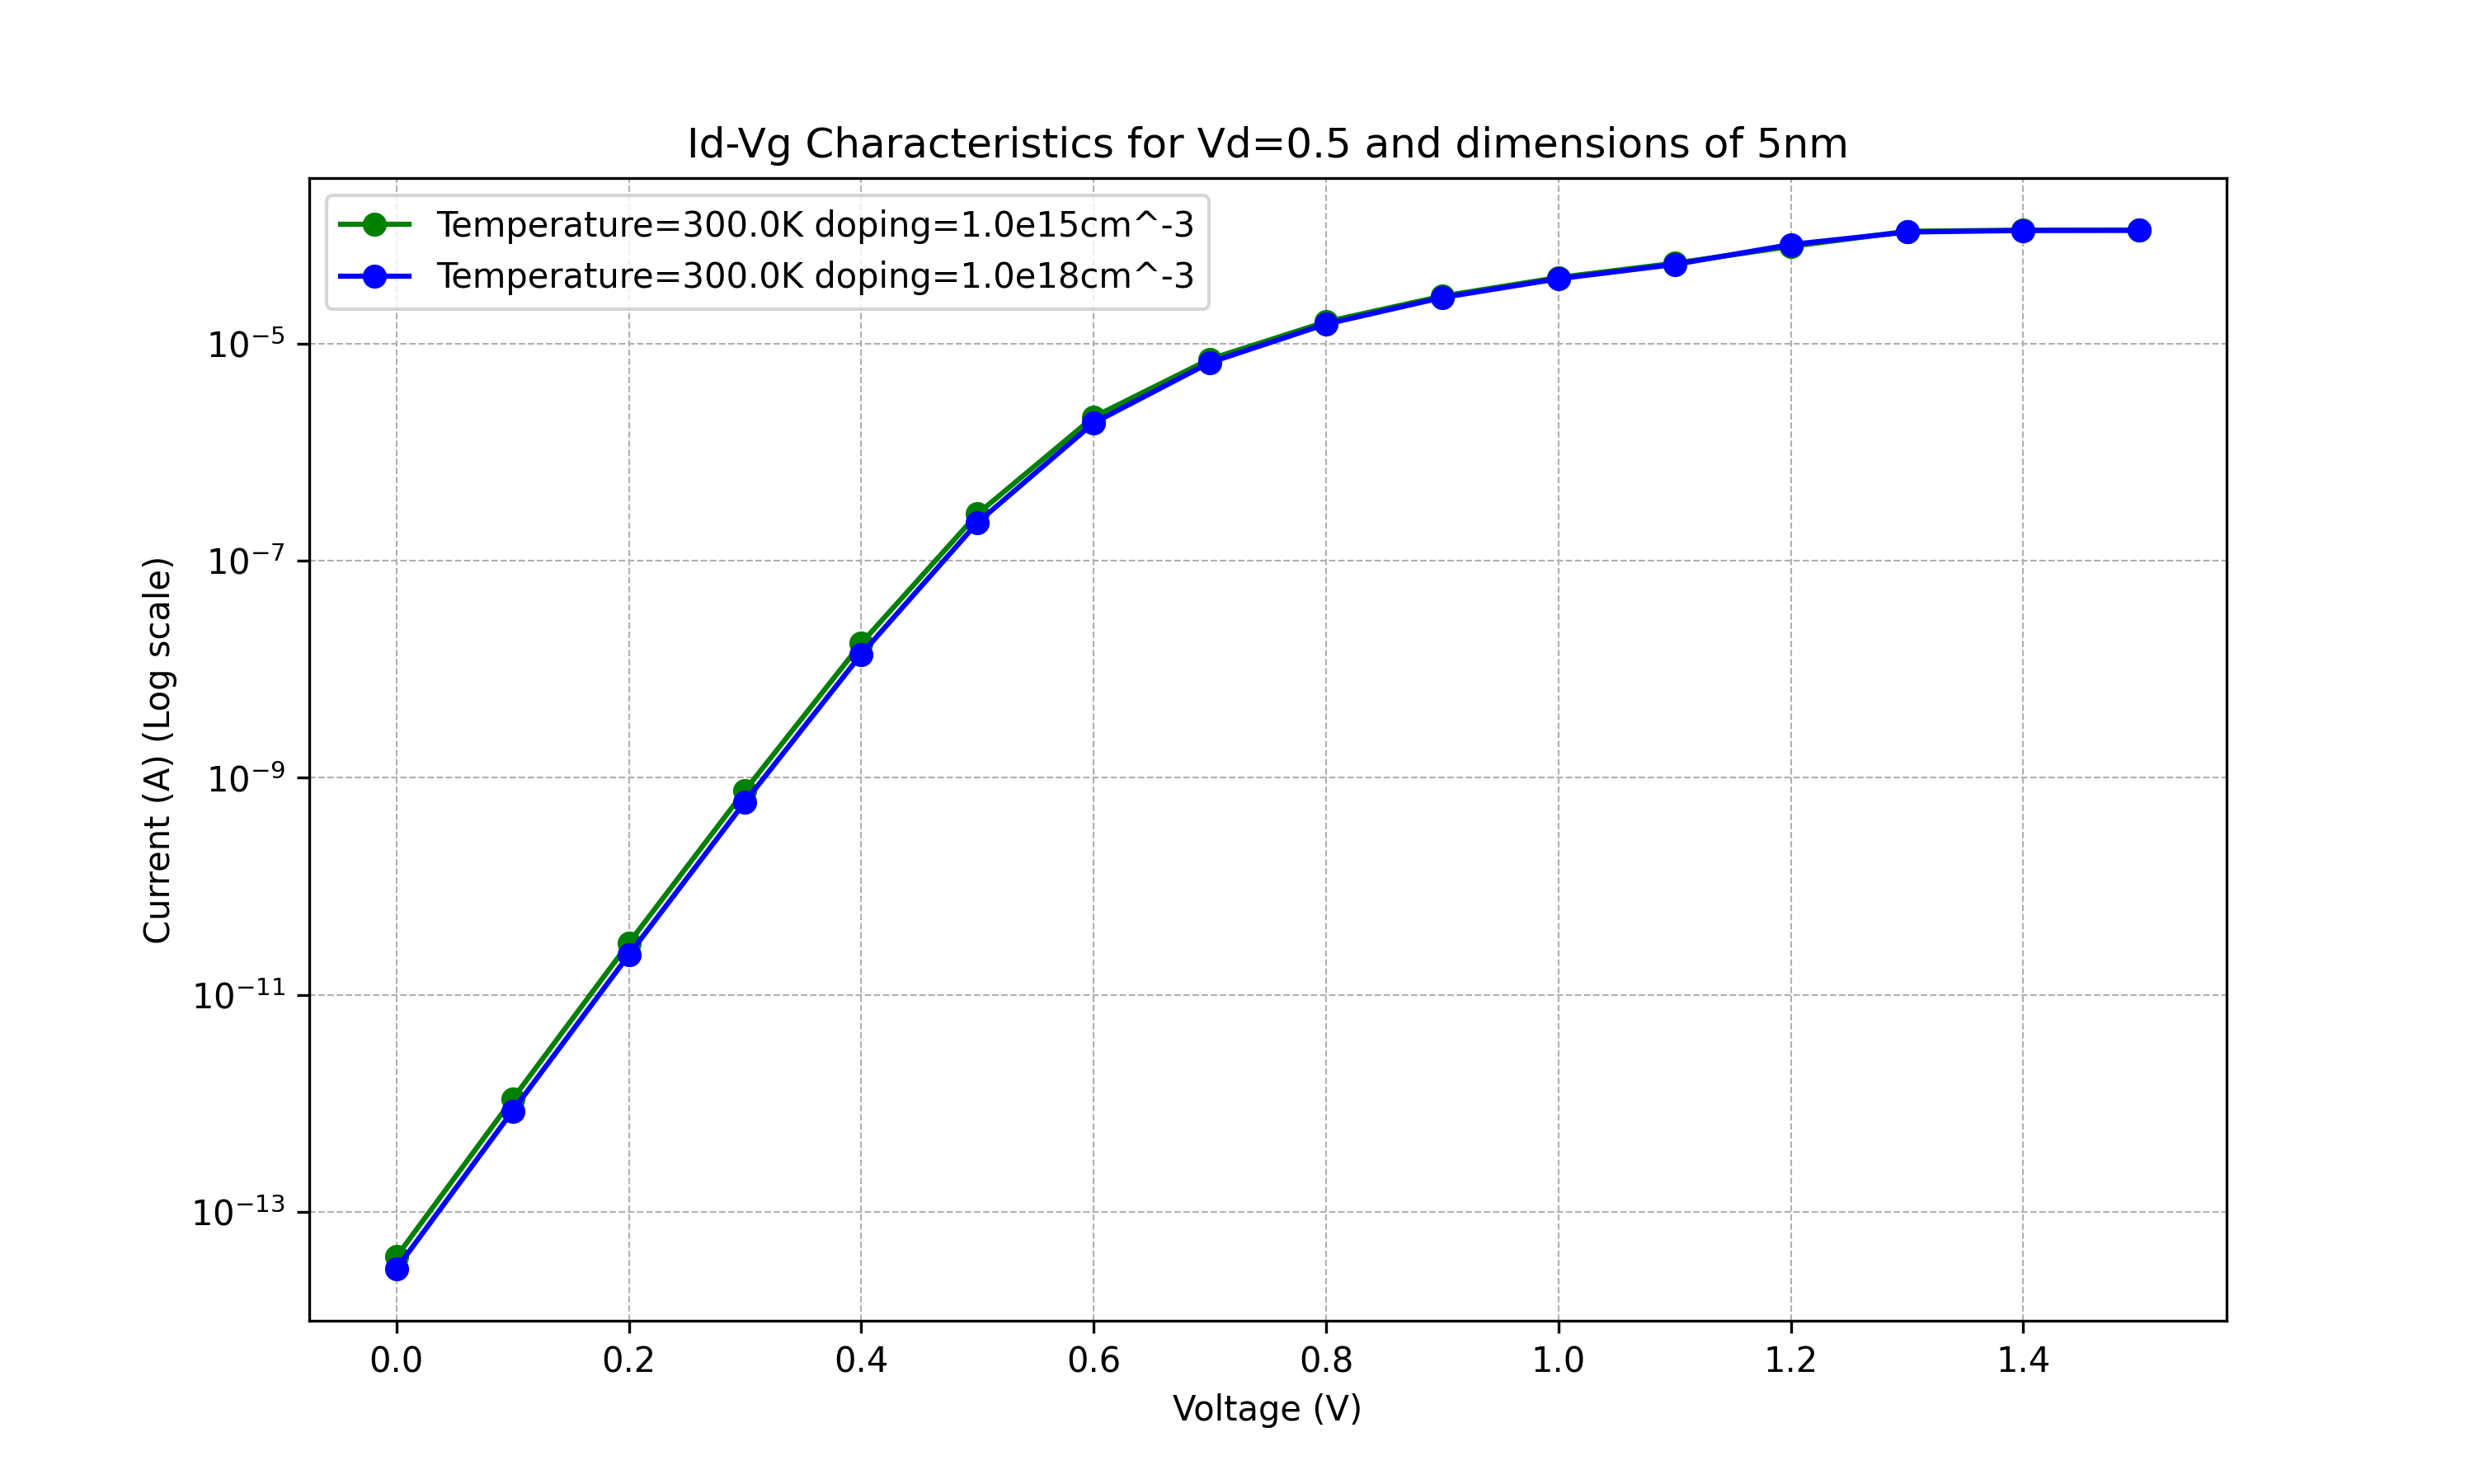 Id-Vg Characteristics for Vd=0.5 and dimensions of 5nm
Temperature=300.0K doping=1.0e15cm^-3
Temperature=300.0K doping=1.0e18cm^-3
Current (A) (Log scale)
10⁻⁵
10⁻⁷
10⁻⁹
10⁻¹¹
10⁻¹³
0.0 0.2 0.4 0.6 0.8 1.0 1.2 1.4
Voltage (V)